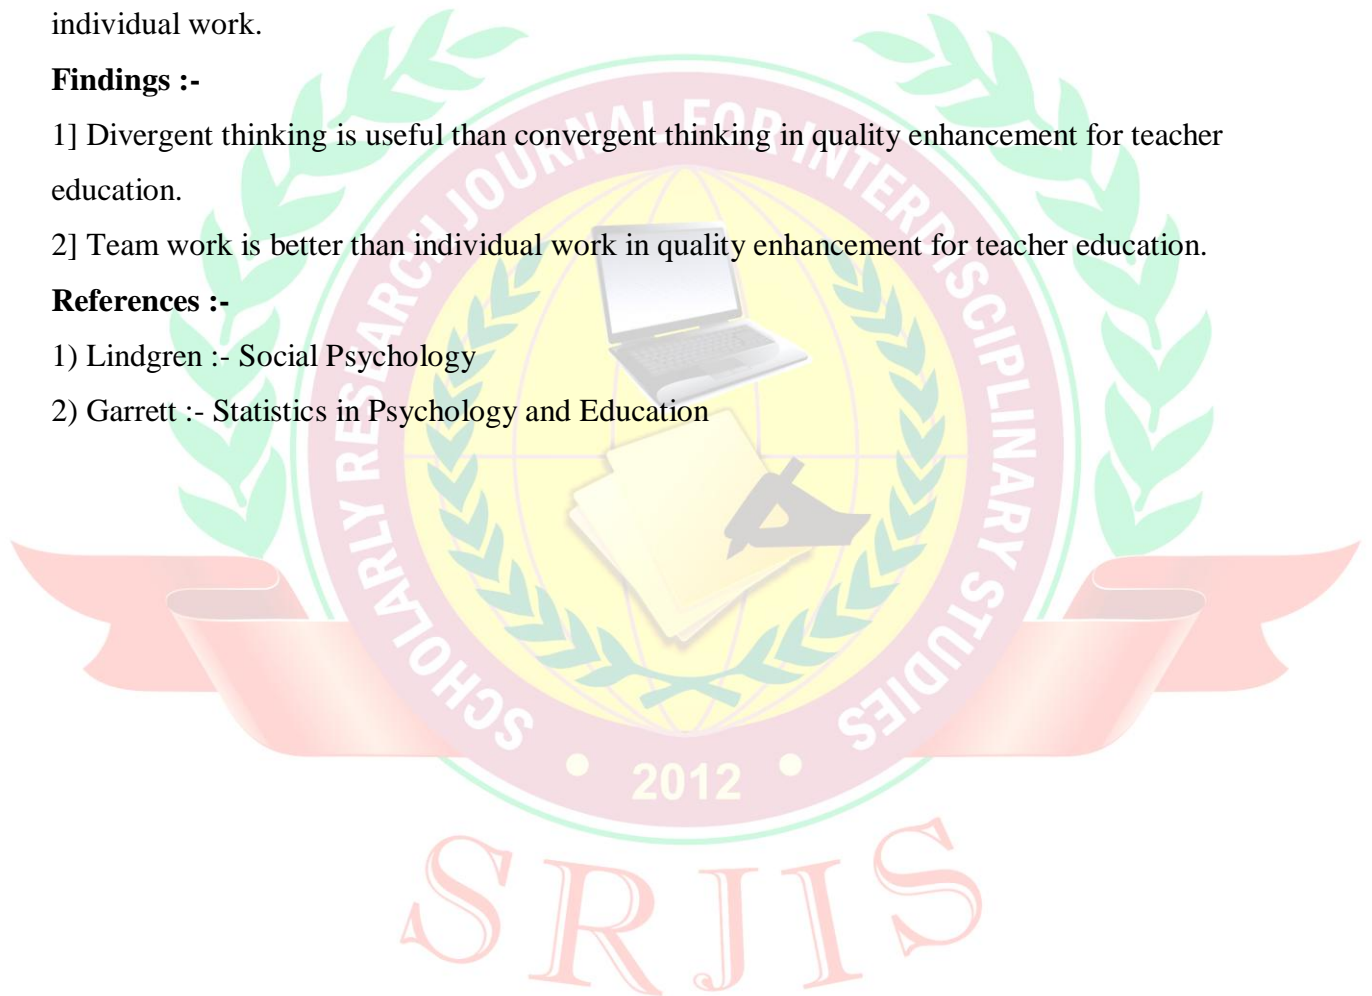 individual work.
Findings :-
1] Divergent thinking is useful than convergent thinking in quality enhancement for teacher
education.
2] Team work is better than individual work in quality enhancement for teacher education.
References :-
1) Lindgren :- Social Psychology
2) Garrett :- Statistics in Psychology and Education
SCHOLARLY RESEARCH JOURNAL FOR INTERDISCIPLINARY STUDIES
• 2012 •
SRJIS